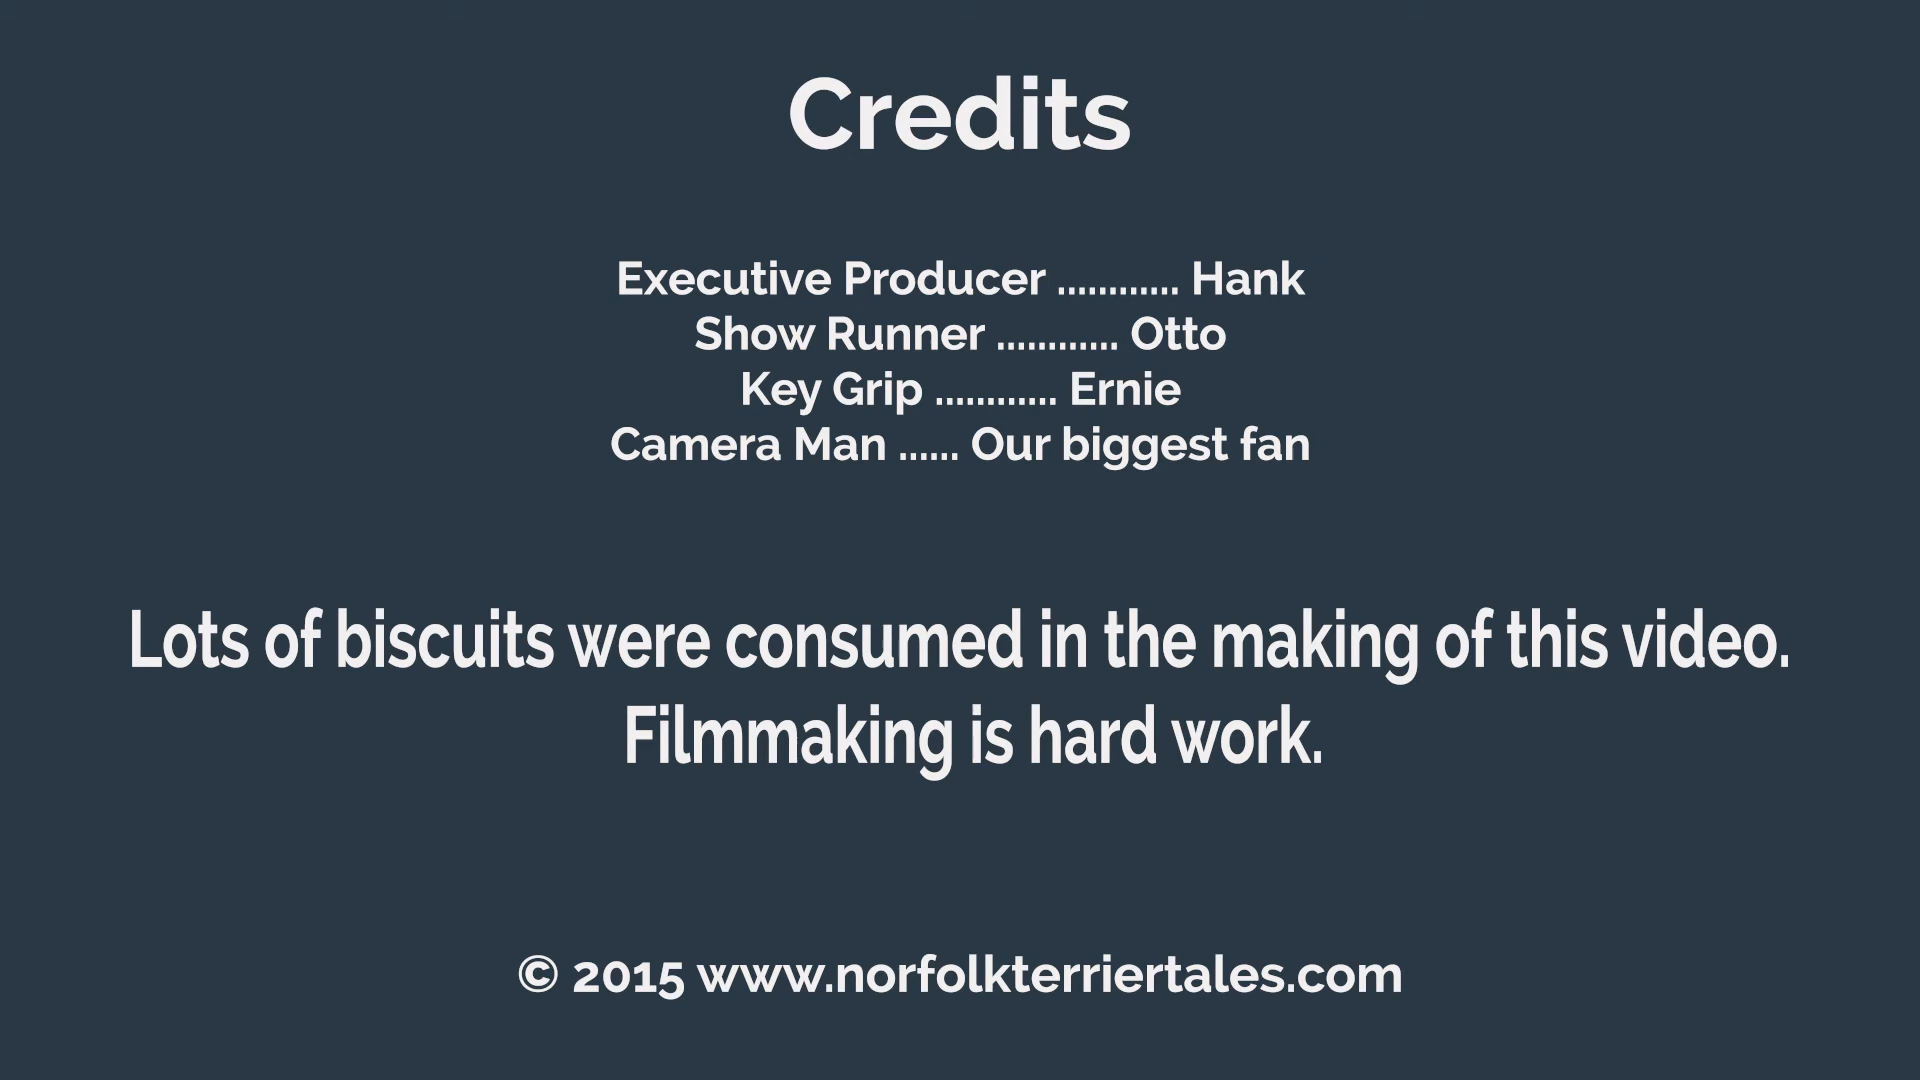 Credits
Executive Producer ............ Hank
Show Runner ............ Otto
Key Grip ............ Ernie
Camera Man ...... Our biggest fan
Lots of biscuits were consumed in the making of this video.
Filmmaking is hard work.
© 2015 www.norfolkterriertales.com